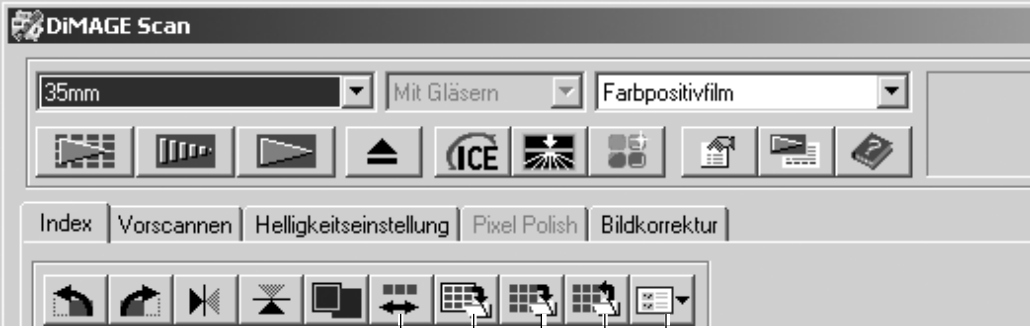 DiMAGE Scan
35mm Mit Gläsern Farbpositivfilm
ICE
Index Vorscannen Helligkeitseinstellung Pixel Polish Bildkorrektur